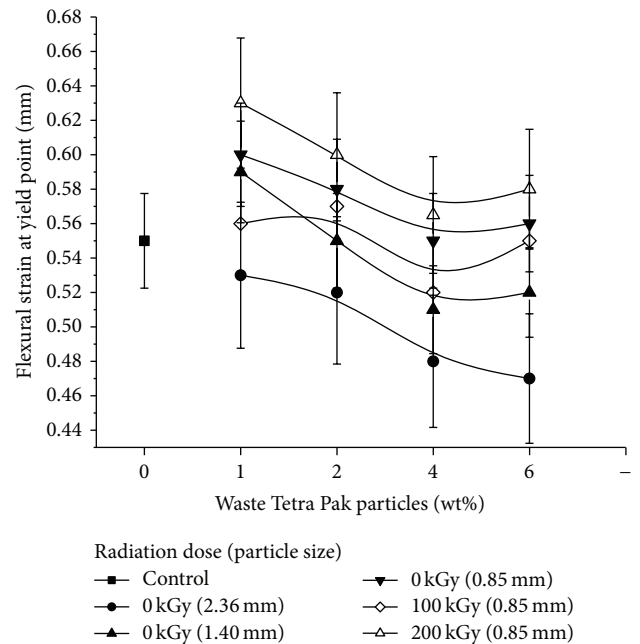 0.68
0.66
0.64
0.62
0.60
0.58
0.56
0.54
0.52
0.50
0.48
0.46
0.44
Flexural strain at yield point (mm)
0 1 2 4 6 –
Waste Tetra Pak particles (wt%)
Radiation dose (particle size)
Control
0 kGy (2.36 mm)
0 kGy (1.40 mm)
0 kGy (0.85 mm)
100 kGy (0.85 mm)
200 kGy (0.85 mm)